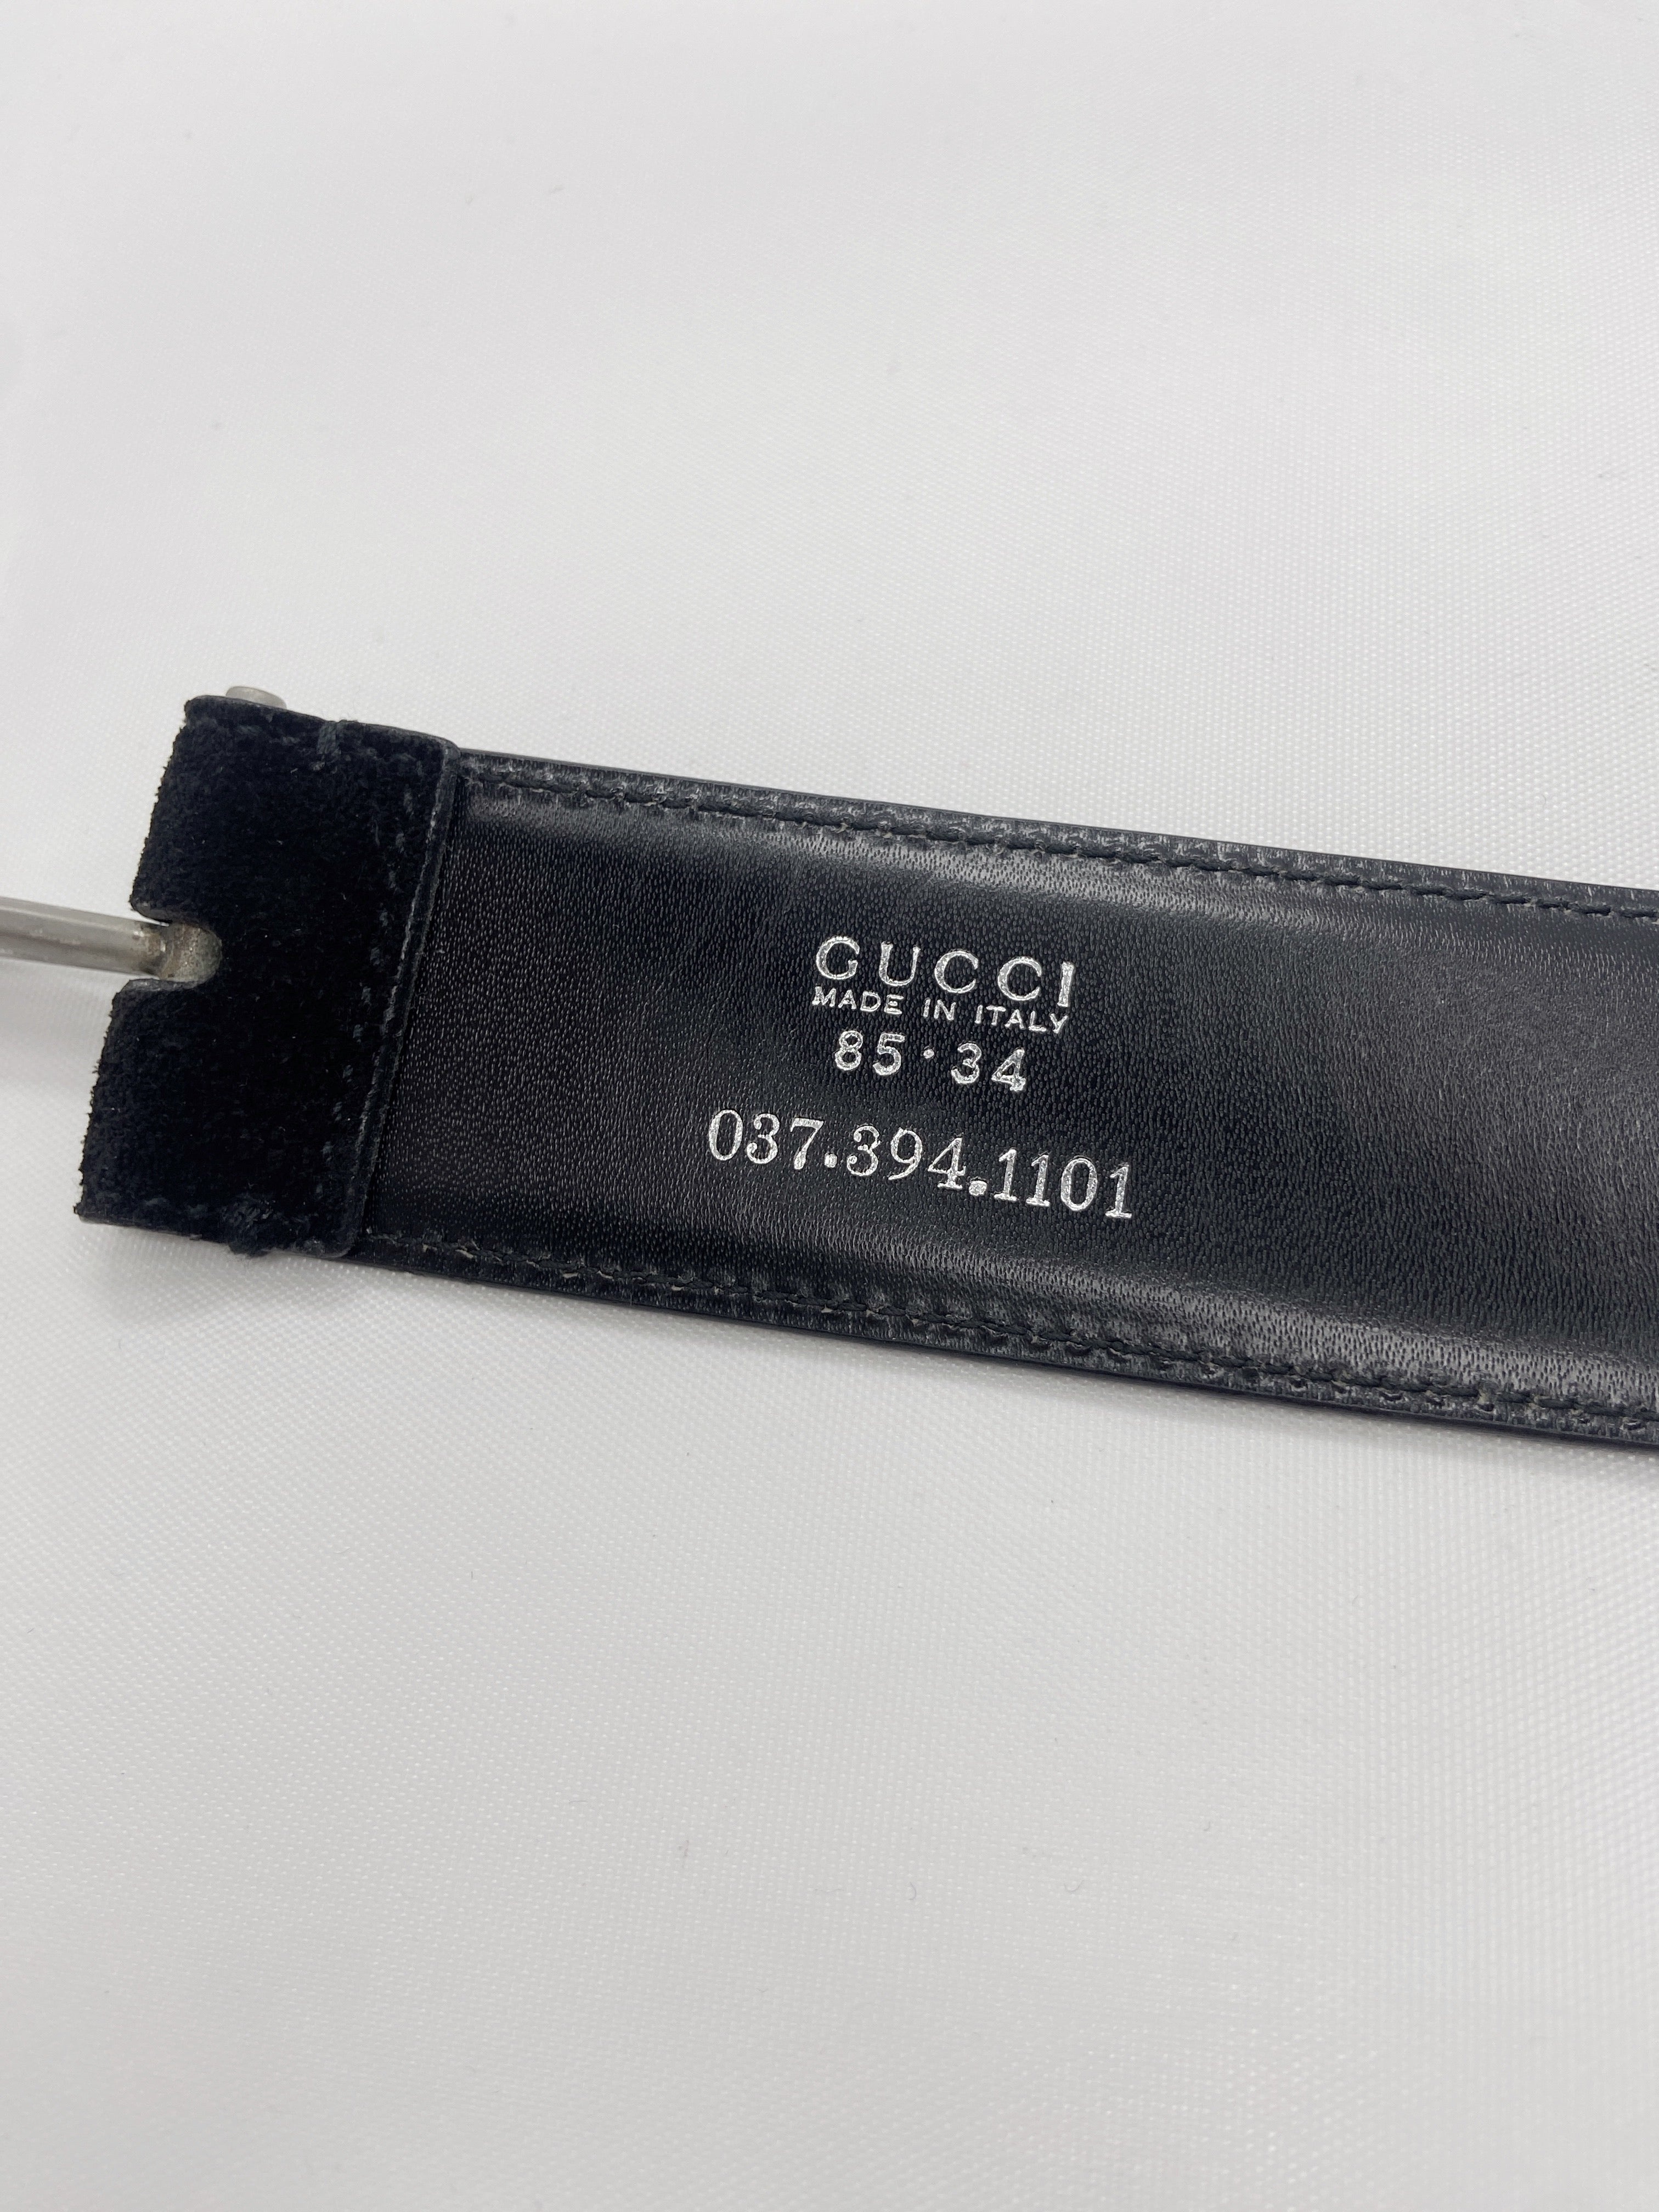 GUCCI
MADE IN ITALY
85·34
037.394.1101